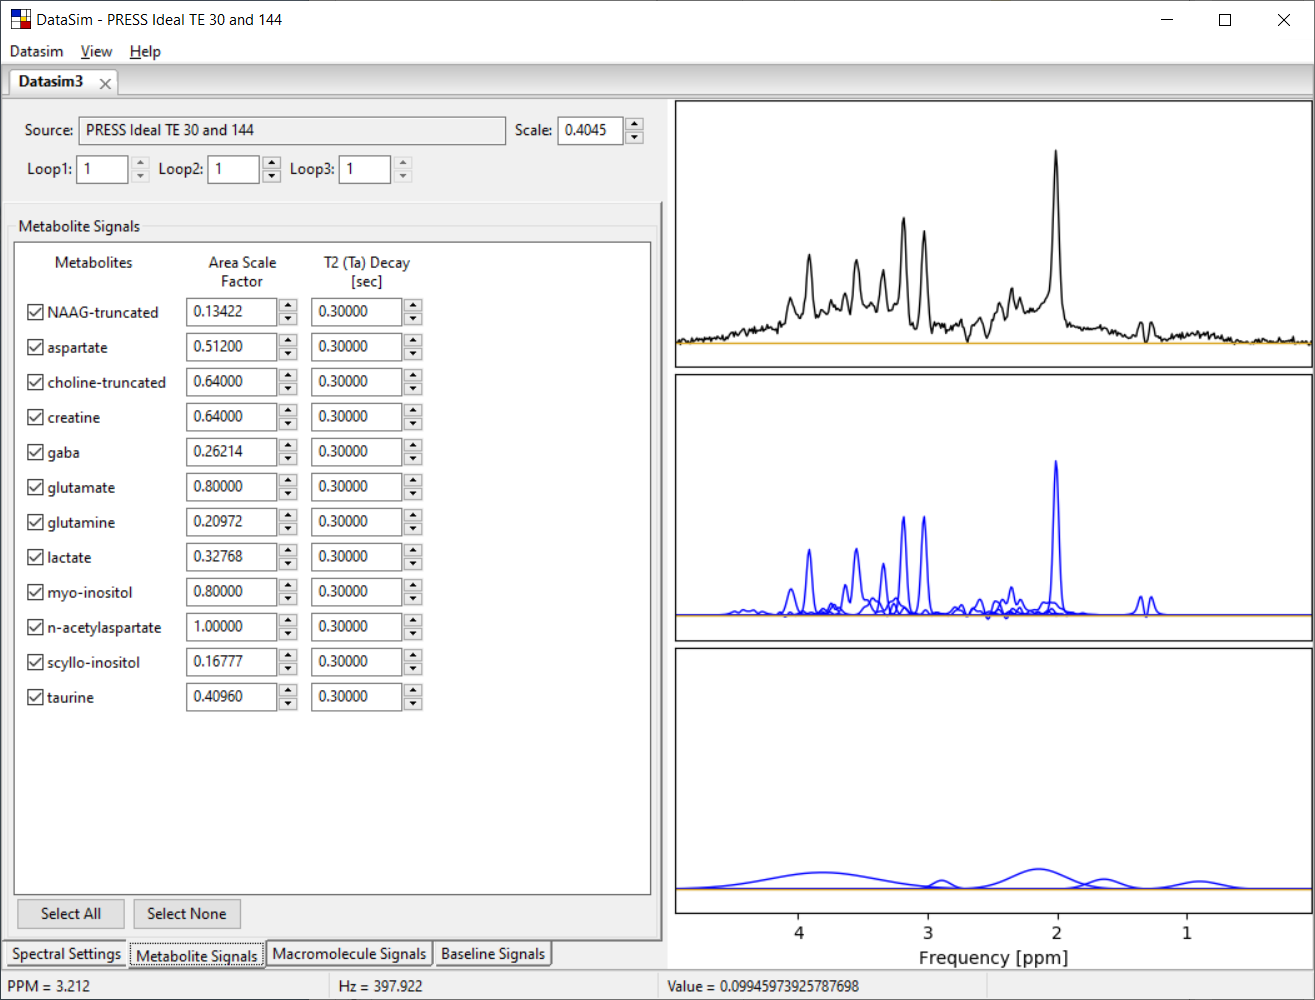 DataSim - PRESS Ideal TE 30 and 144
Datasim View Help
Datasim3
Source: PRESS Ideal TE 30 and 144 Scale: 0.4045
Loop1: 1 Loop2: 1 Loop3: 1
Metabolite Signals
Metabolites Area Scale Factor T2 (Ta) Decay [sec]
NAAG-truncated 0.13422 0.30000
aspartate 0.51200 0.30000
choline-truncated 0.64000 0.30000
creatine 0.64000 0.30000
gaba 0.26214 0.30000
glutamate 0.80000 0.30000
glutamine 0.20972 0.30000
lactate 0.32768 0.30000
myo-inositol 0.80000 0.30000
n-acetylaspartate 1.00000 0.30000
scyllo-inositol 0.16777 0.30000
taurine 0.40960 0.30000
Select All Select None
Spectral Settings Metabolite Signals Macromolecule Signals Baseline Signals
4 3 2 1
Frequency [ppm]
PPM = 3.212 Hz = 397.922 Value = 0.09945973925787698